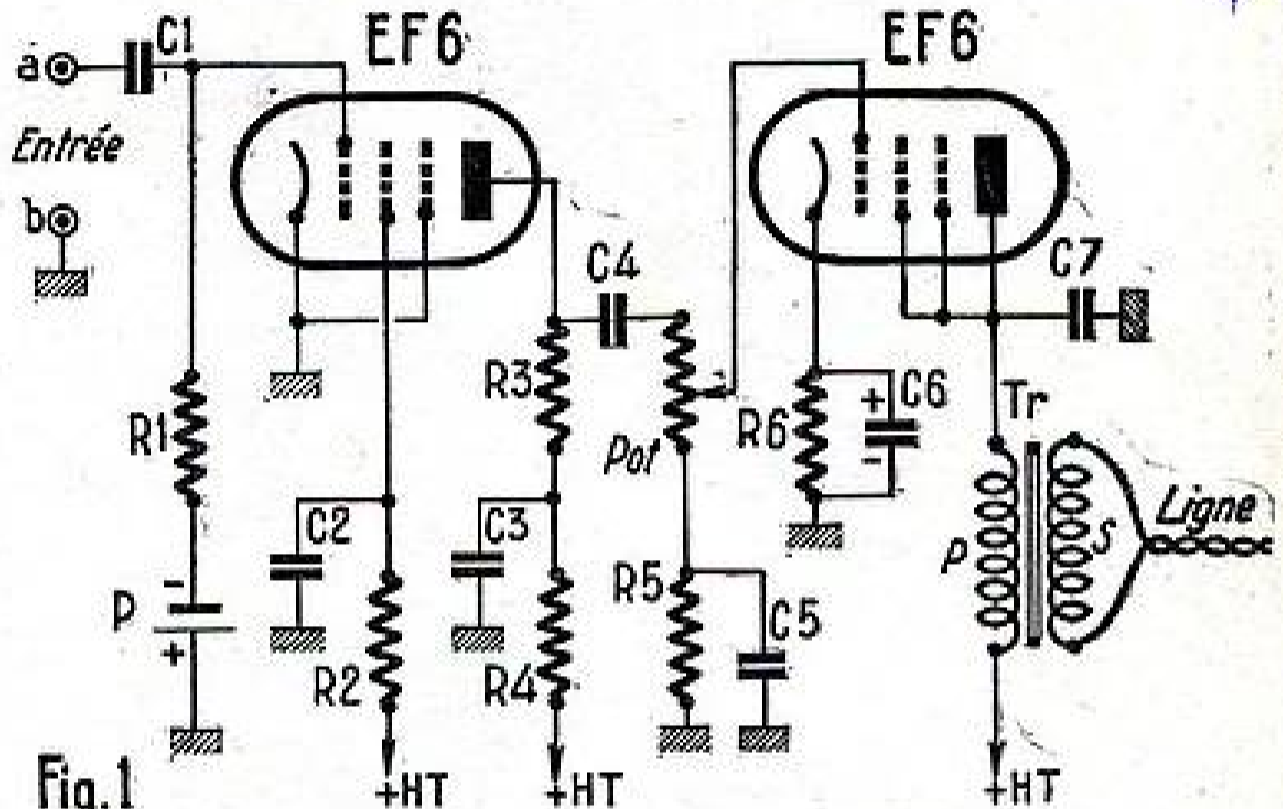 EF6
EF6
C1
a
Entrée
b
C4
C7
R1
R3
Pot
R6
+
C6
-
Tr
C2
C3
P
S
Ligne
-
P
+
R2
R4
R5
C5
Fig. 1
+HT
+HT
+HT